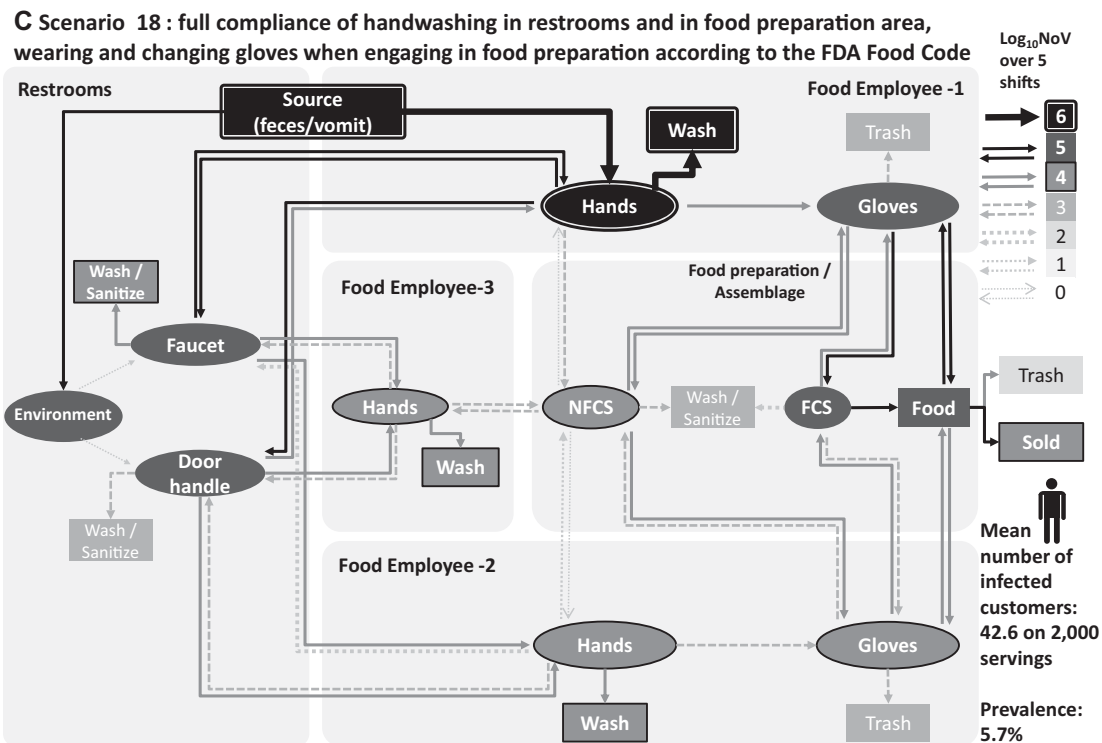 C Scenario 18 : full compliance of handwashing in restrooms and in food preparation area,
wearing and changing gloves when engaging in food preparation according to the FDA Food Code
Log10NoV
over 5
shifts
6
5
4
3
2
1
0
Restrooms
Source
(feces/vomit)
Wash
Food Employee -1
Trash
Hands
Gloves
Wash /
Sanitize
Food Employee-3
Food preparation /
Assemblage
Faucet
Environment
Hands
NFCS
Wash /
Sanitize
FCS
Food
Trash
Sold
Door
handle
Wash
Wash /
Sanitize
Food Employee -2
Hands
Gloves
Wash
Trash
Mean
number of
infected
customers:
42.6 on 2,000
servings
Prevalence:
5.7%